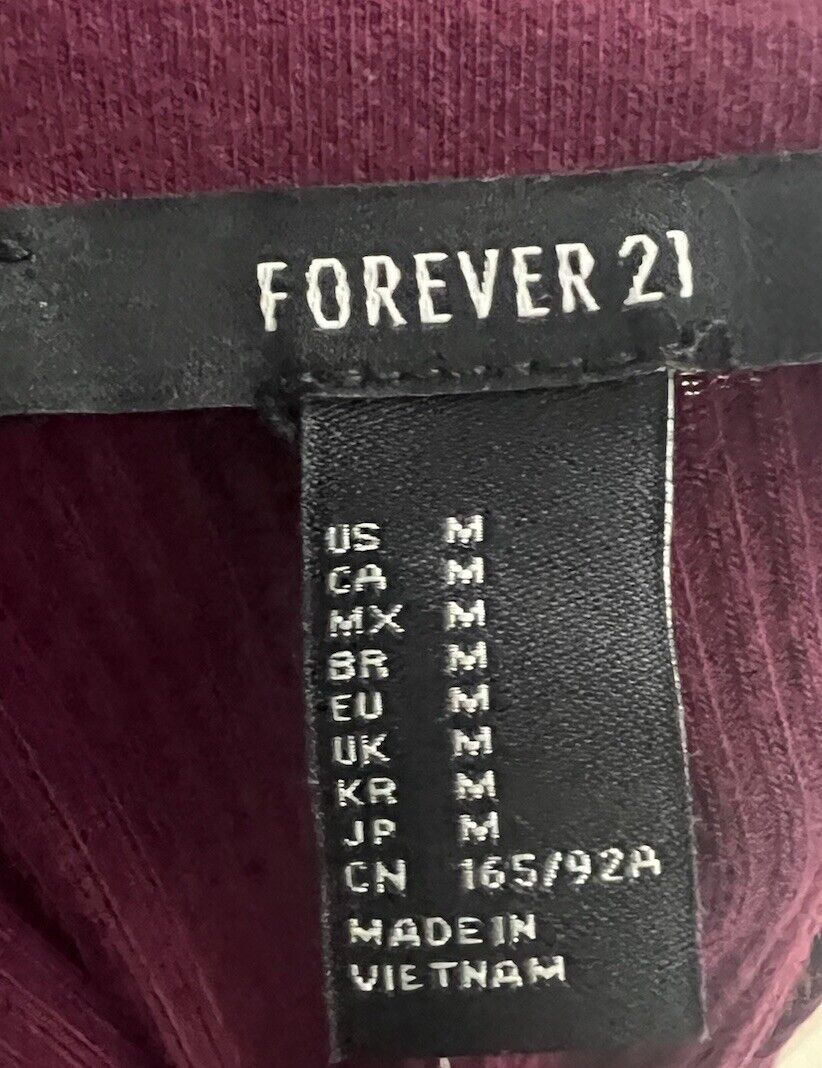 FOREVER 21
US M
CA M
MX M
BR M
EU M
UK M
KR M
JP M
CN 165/92A
MADE IN
VIETNAM